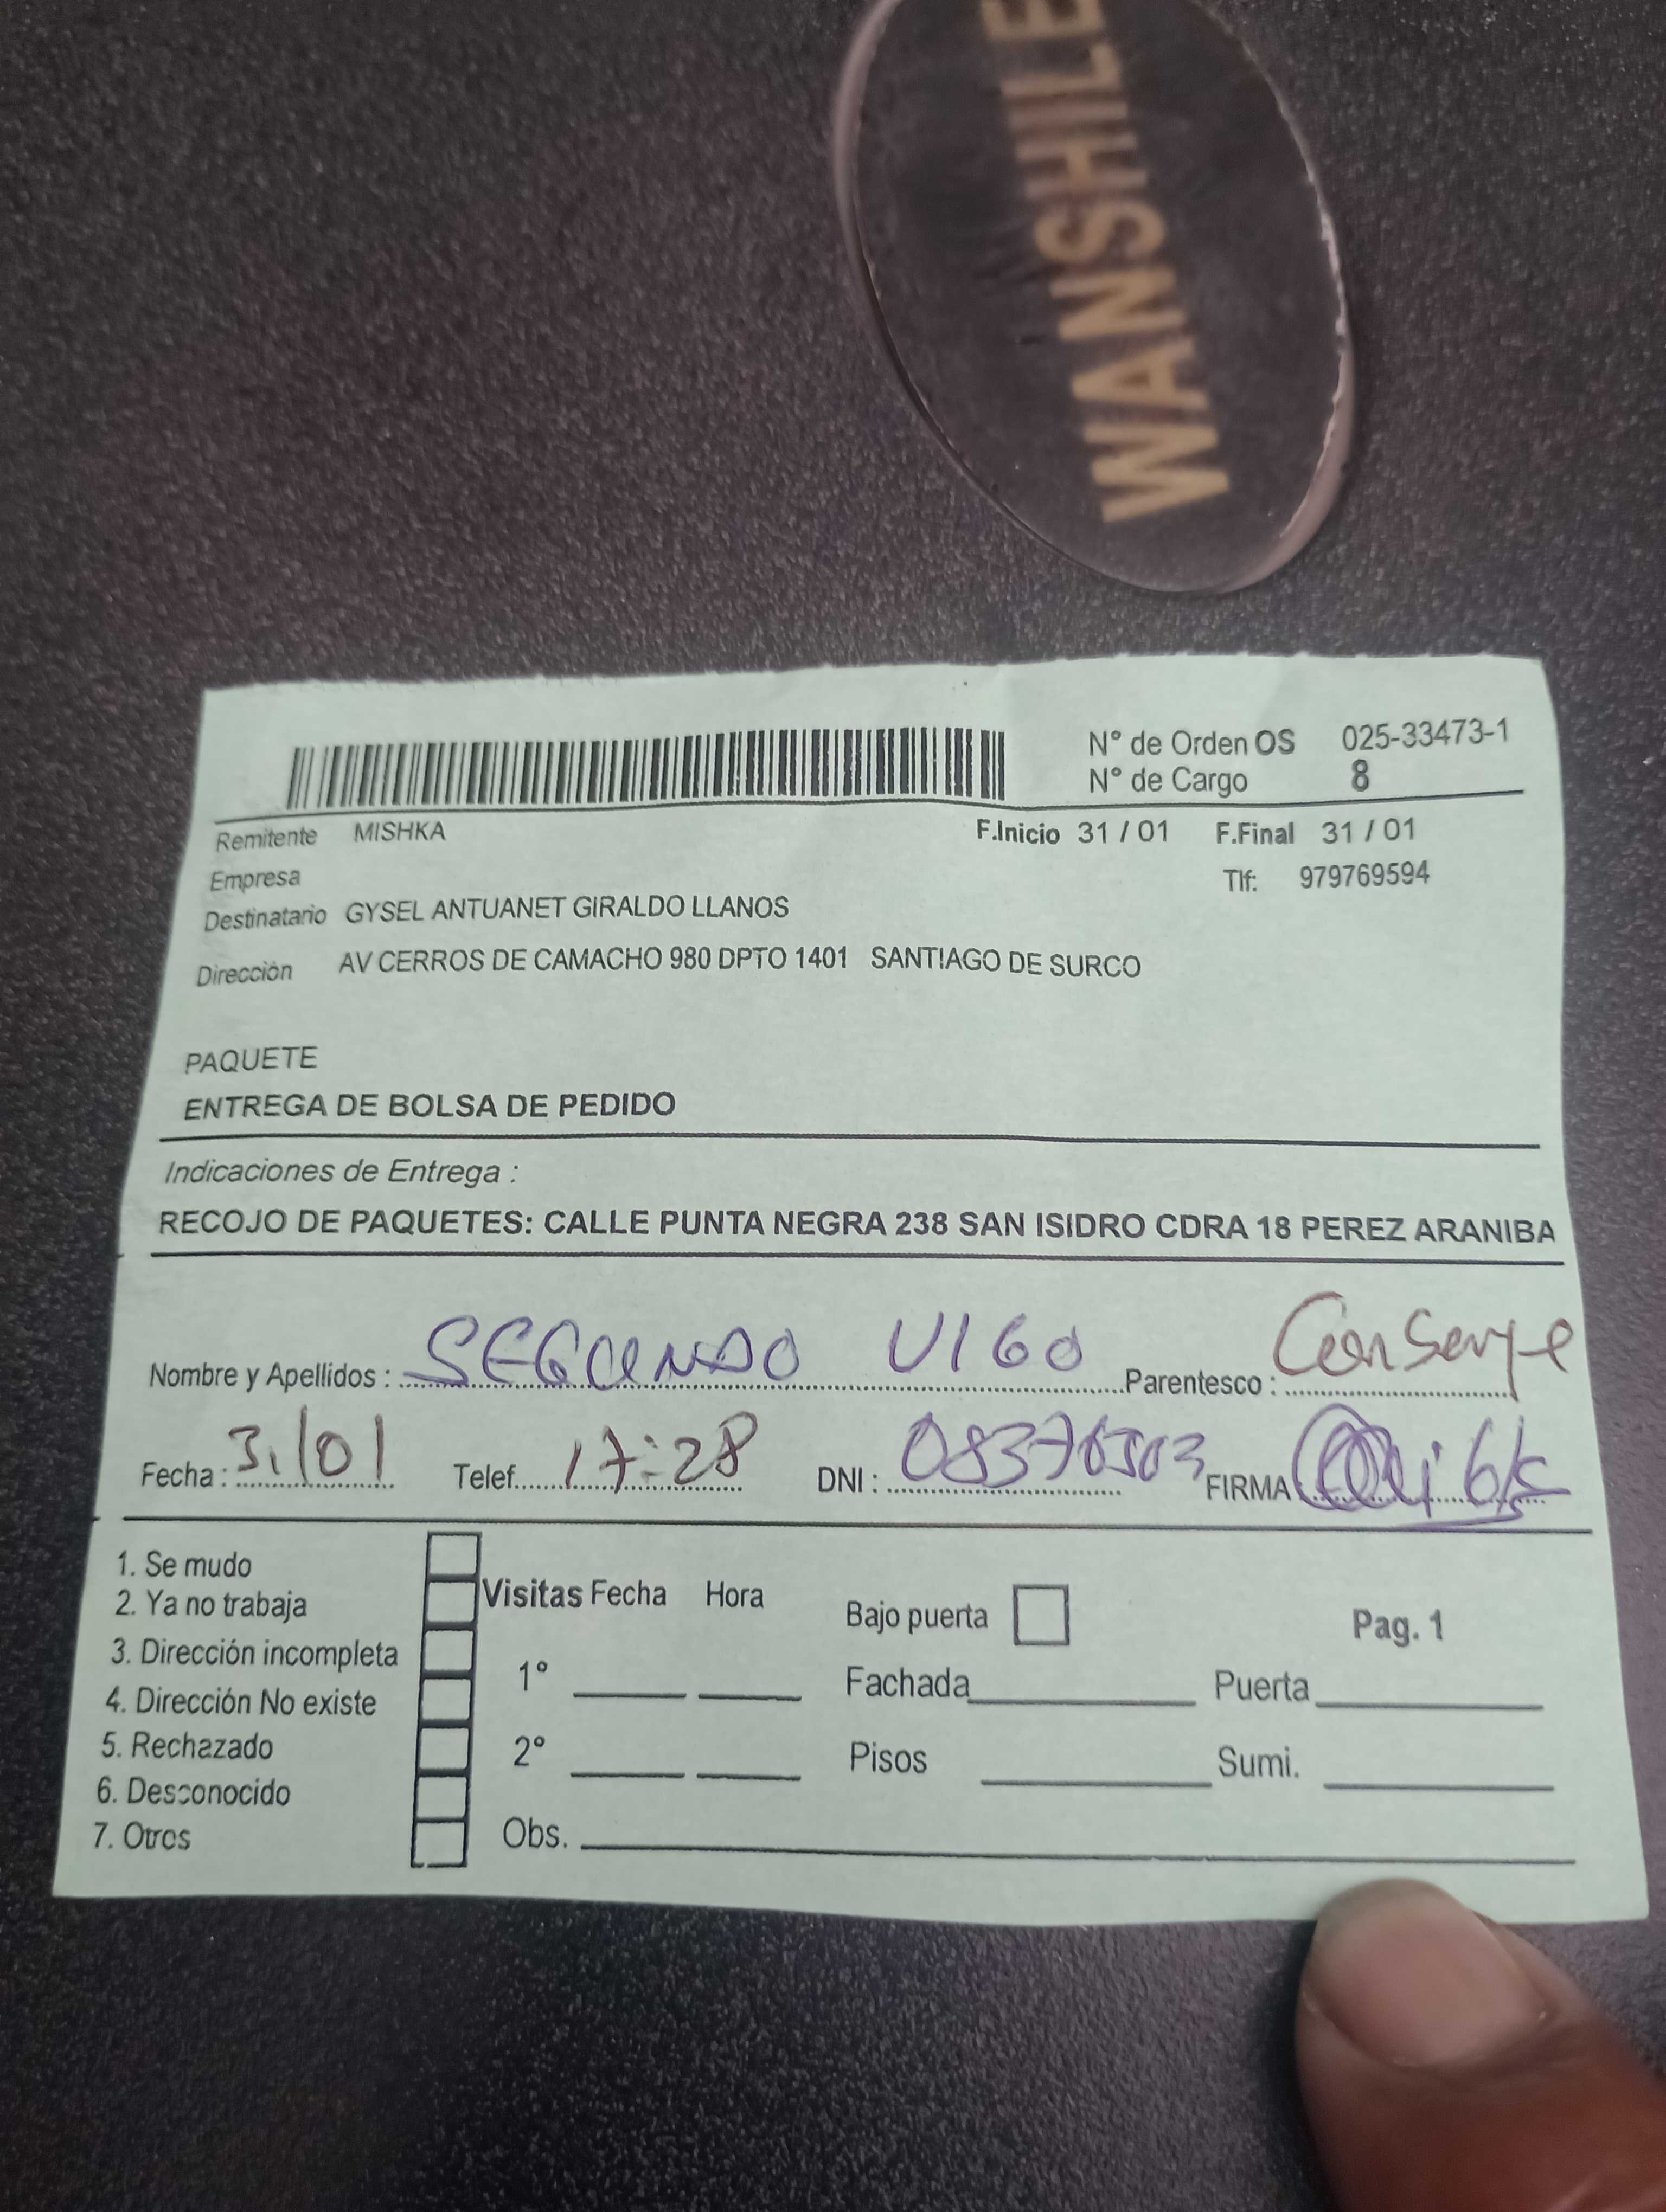 WANSHILE
N° de Orden OS 025-33473-1
N° de Cargo 8
Remitente MISHKA F.Inicio 31 / 01 F.Final 31 / 01
Empresa Tlf: 979769594
Destinatario GYSEL ANTUANET GIRALDO LLANOS
Dirección AV CERROS DE CAMACHO 980 DPTO 1401 SANTIAGO DE SURCO
PAQUETE
ENTREGA DE BOLSA DE PEDIDO
Indicaciones de Entrega :
RECOJO DE PAQUETES: CALLE PUNTA NEGRA 238 SAN ISIDRO CDRA 18 PEREZ ARANIBA
Nombre y Apellidos : SEGUNDO VIGO Parentesco : Conserje
Fecha : 31/01 Telef. 17:28 DNI : 08376503 FIRMA
1. Se mudo
2. Ya no trabaja
3. Dirección incompleta
4. Dirección No existe
5. Rechazado
6. Desconocido
7. Otros
Visitas Fecha Hora
1°
2°
Obs.
Bajo puerta Pag. 1
Fachada Puerta
Pisos Sumi.